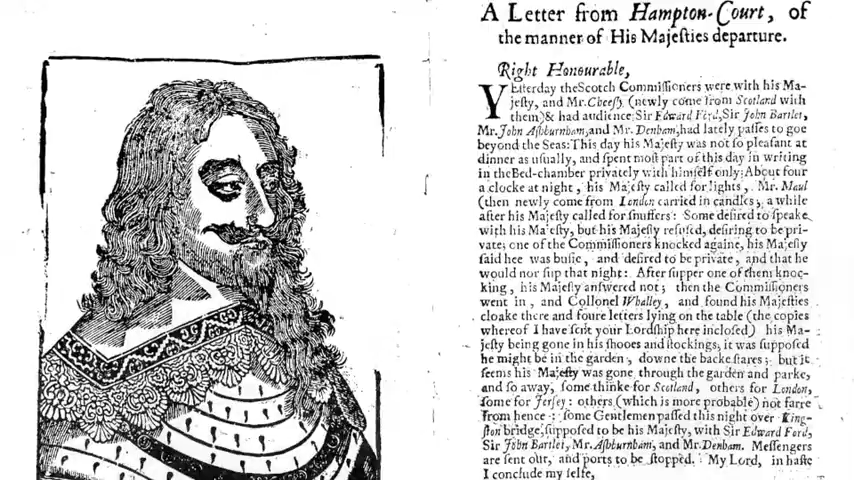 A Letter from Hampton-Court, of
the manner of His Majeſties departure.
Right Honourable,
YEſterday the Scotch Commiſſioners were with his Ma-
jeſty, and Mr. Cheeſly (newly come from Scotland with
them) & had audience: Sir Edward Ford, Sir John Bartlet,
Mr. John Aſhburnham, and Mr. Denham, had lately paſſes to goe
beyond the Seas: This day his Majeſty was not ſo pleaſant at
dinner as uſually, and ſpent moſt part of this day in writing
in the Bed-chamber privately with himſelf only: About four
a clocke at night, his Majeſty called for lights, Mr. Maul
(then newly come from London carried in candles; a while
after his Majeſty called for ſnuffers: Some deſired to ſpeake
with his Majeſty, but his Majeſty refuſed, deſiring to be pri-
vate; one of the Commiſſioners knocked againe, his Majeſty
ſaid hee was buſie, and deſired to be private, and that he
would nor ſup that night: After ſupper one of them knoc-
king, his Majeſty anſwered not; then the Commiſſioners
went in, and Collonel Whalley, and found his Majeſties
cloake there and foure letters lying on the table (the copies
whereof I have ſent your Lordſhip here incloſed) his Ma-
jeſty being gone in his ſhooes and ſtockings, it was ſuppoſed
he might be in the garden, downe the backe ſtares; but it
ſeems his Majeſty was gone through the garden and parke,
and ſo away, ſome thinke for Scotland, others for London,
ſome for Jerſey: others (which is more probable) not farre
from hence: ſome Gentlemen paſſed this night over King-
ſton bridge, ſuppoſed to be his Majeſty, with Sir Edward Ford,
Sir John Bartlet, Mr. Aſhburnham, and Mr. Denham. Meſſengers
are ſent out, and ports to be ſtopped. My Lord, in haſte
I conclude my ſelfe,